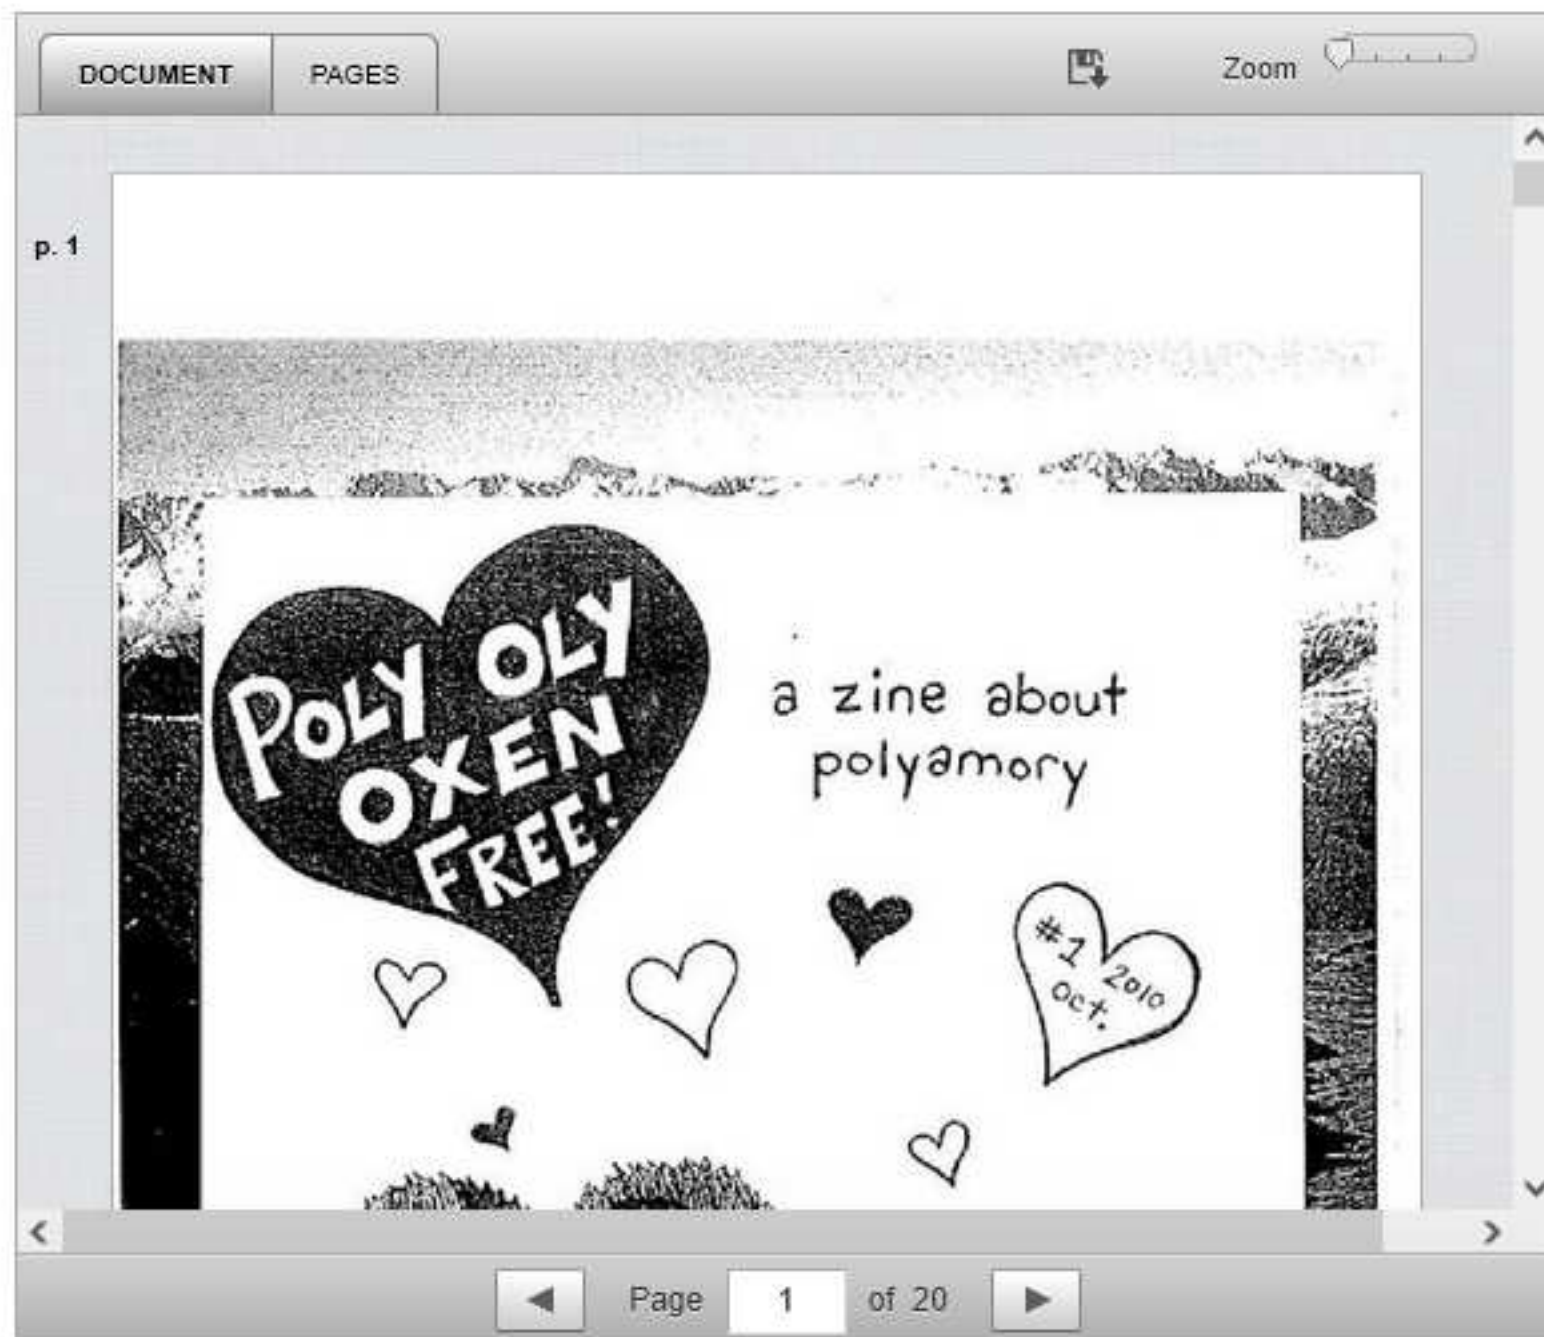 DOCUMENT PAGES Zoom
p. 1
POLY OLY
OXEN
FREE!
a zine about
polyamory
#1 2010
Oct.
Page 1 of 20